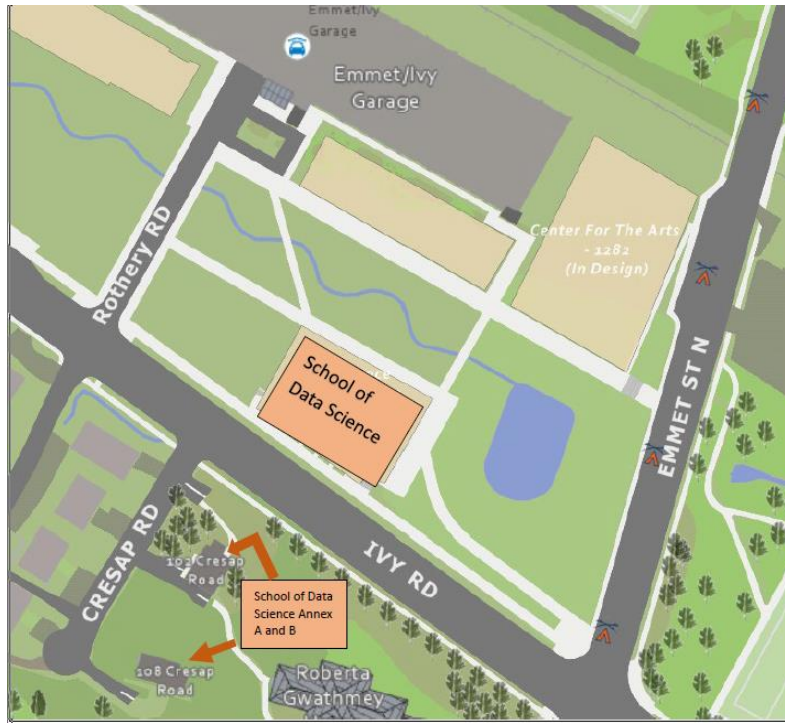 Emmet/Ivy
Garage
Emmet/Ivy
Garage
Rothery RD
Center For The Arts
- 1282
(In Design)
School of
Data Science
EMMET ST N
IVY RD
CRESAP RD
102 Cresap
Road
School of Data
Science Annex
A and B
108 Cresap
Road
Roberta
Gwathmey